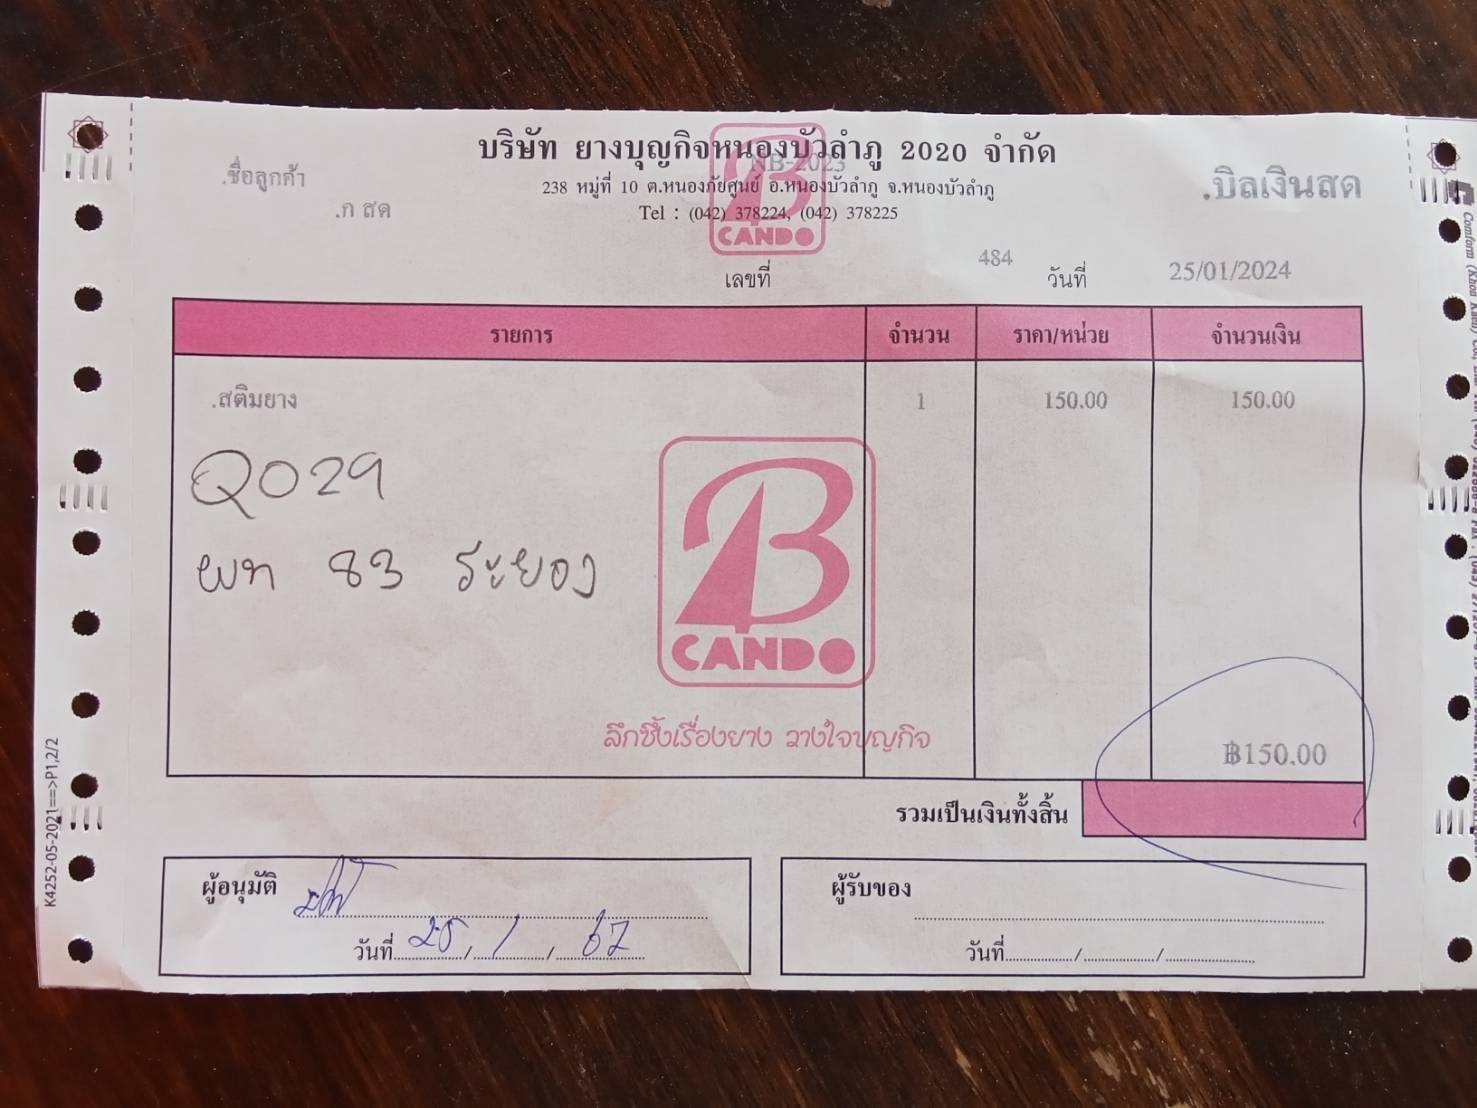 บริษัท ยางบุญกิจหนองบัวลำภู 2020 จำกัด
NB-2023
.ชื่อลูกค้า
238 หมู่ที่ 10 ต.หนองภัยศูนย์ อ.หนองบัวลำภู จ.หนองบัวลำภู
.บิลเงินสด
.ก สด
Tel : (042) 378224, (042) 378225
B
CANDO
เลขที่ 484 วันที่ 25/01/2024
รายการ จำนวน ราคา/หน่วย จำนวนเงิน
.สติมยาง 1 150.00 150.00
Q029
ผท 83 ระยอง
B
CANDO
ลึกซึ้งเรื่องยาง วางใจบุญกิจ
฿150.00
รวมเป็นเงินทั้งสิ้น
ผู้อนุมัติ
วันที่ 25 / 1 / 67
ผู้รับของ
วันที่ / /
K4252-05-2021==>P1,2/2